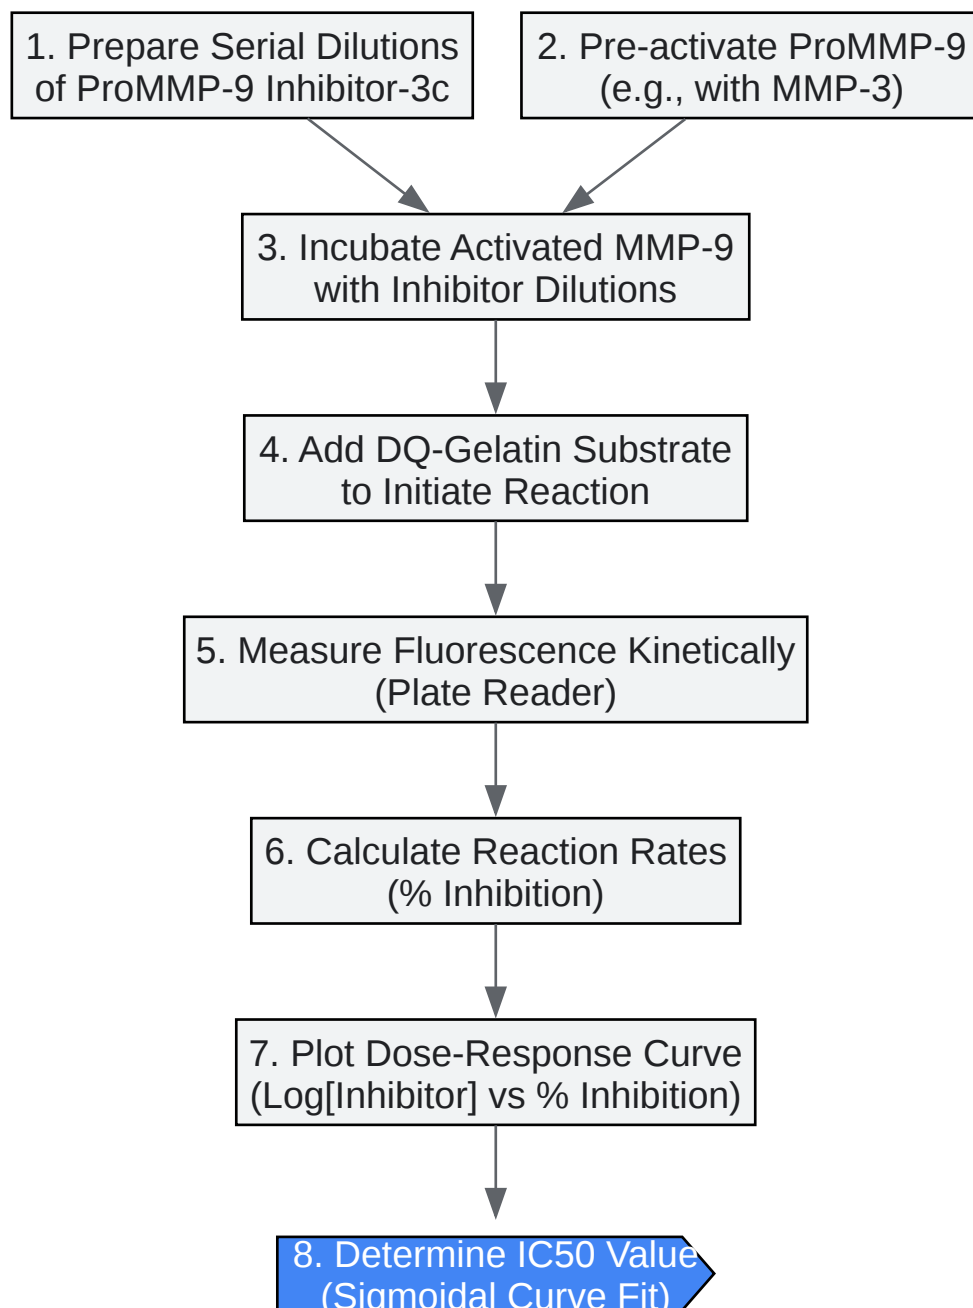 1. Prepare Serial Dilutions
of ProMMP-9 Inhibitor-3c
2. Pre-activate ProMMP-9
(e.g., with MMP-3)
3. Incubate Activated MMP-9
with Inhibitor Dilutions
4. Add DQ-Gelatin Substrate
to Initiate Reaction
5. Measure Fluorescence Kinetically
(Plate Reader)
6. Calculate Reaction Rates
(% Inhibition)
7. Plot Dose-Response Curve
(Log[Inhibitor] vs % Inhibition)
8. Determine IC50 Value
(Sigmoidal Curve Fit)